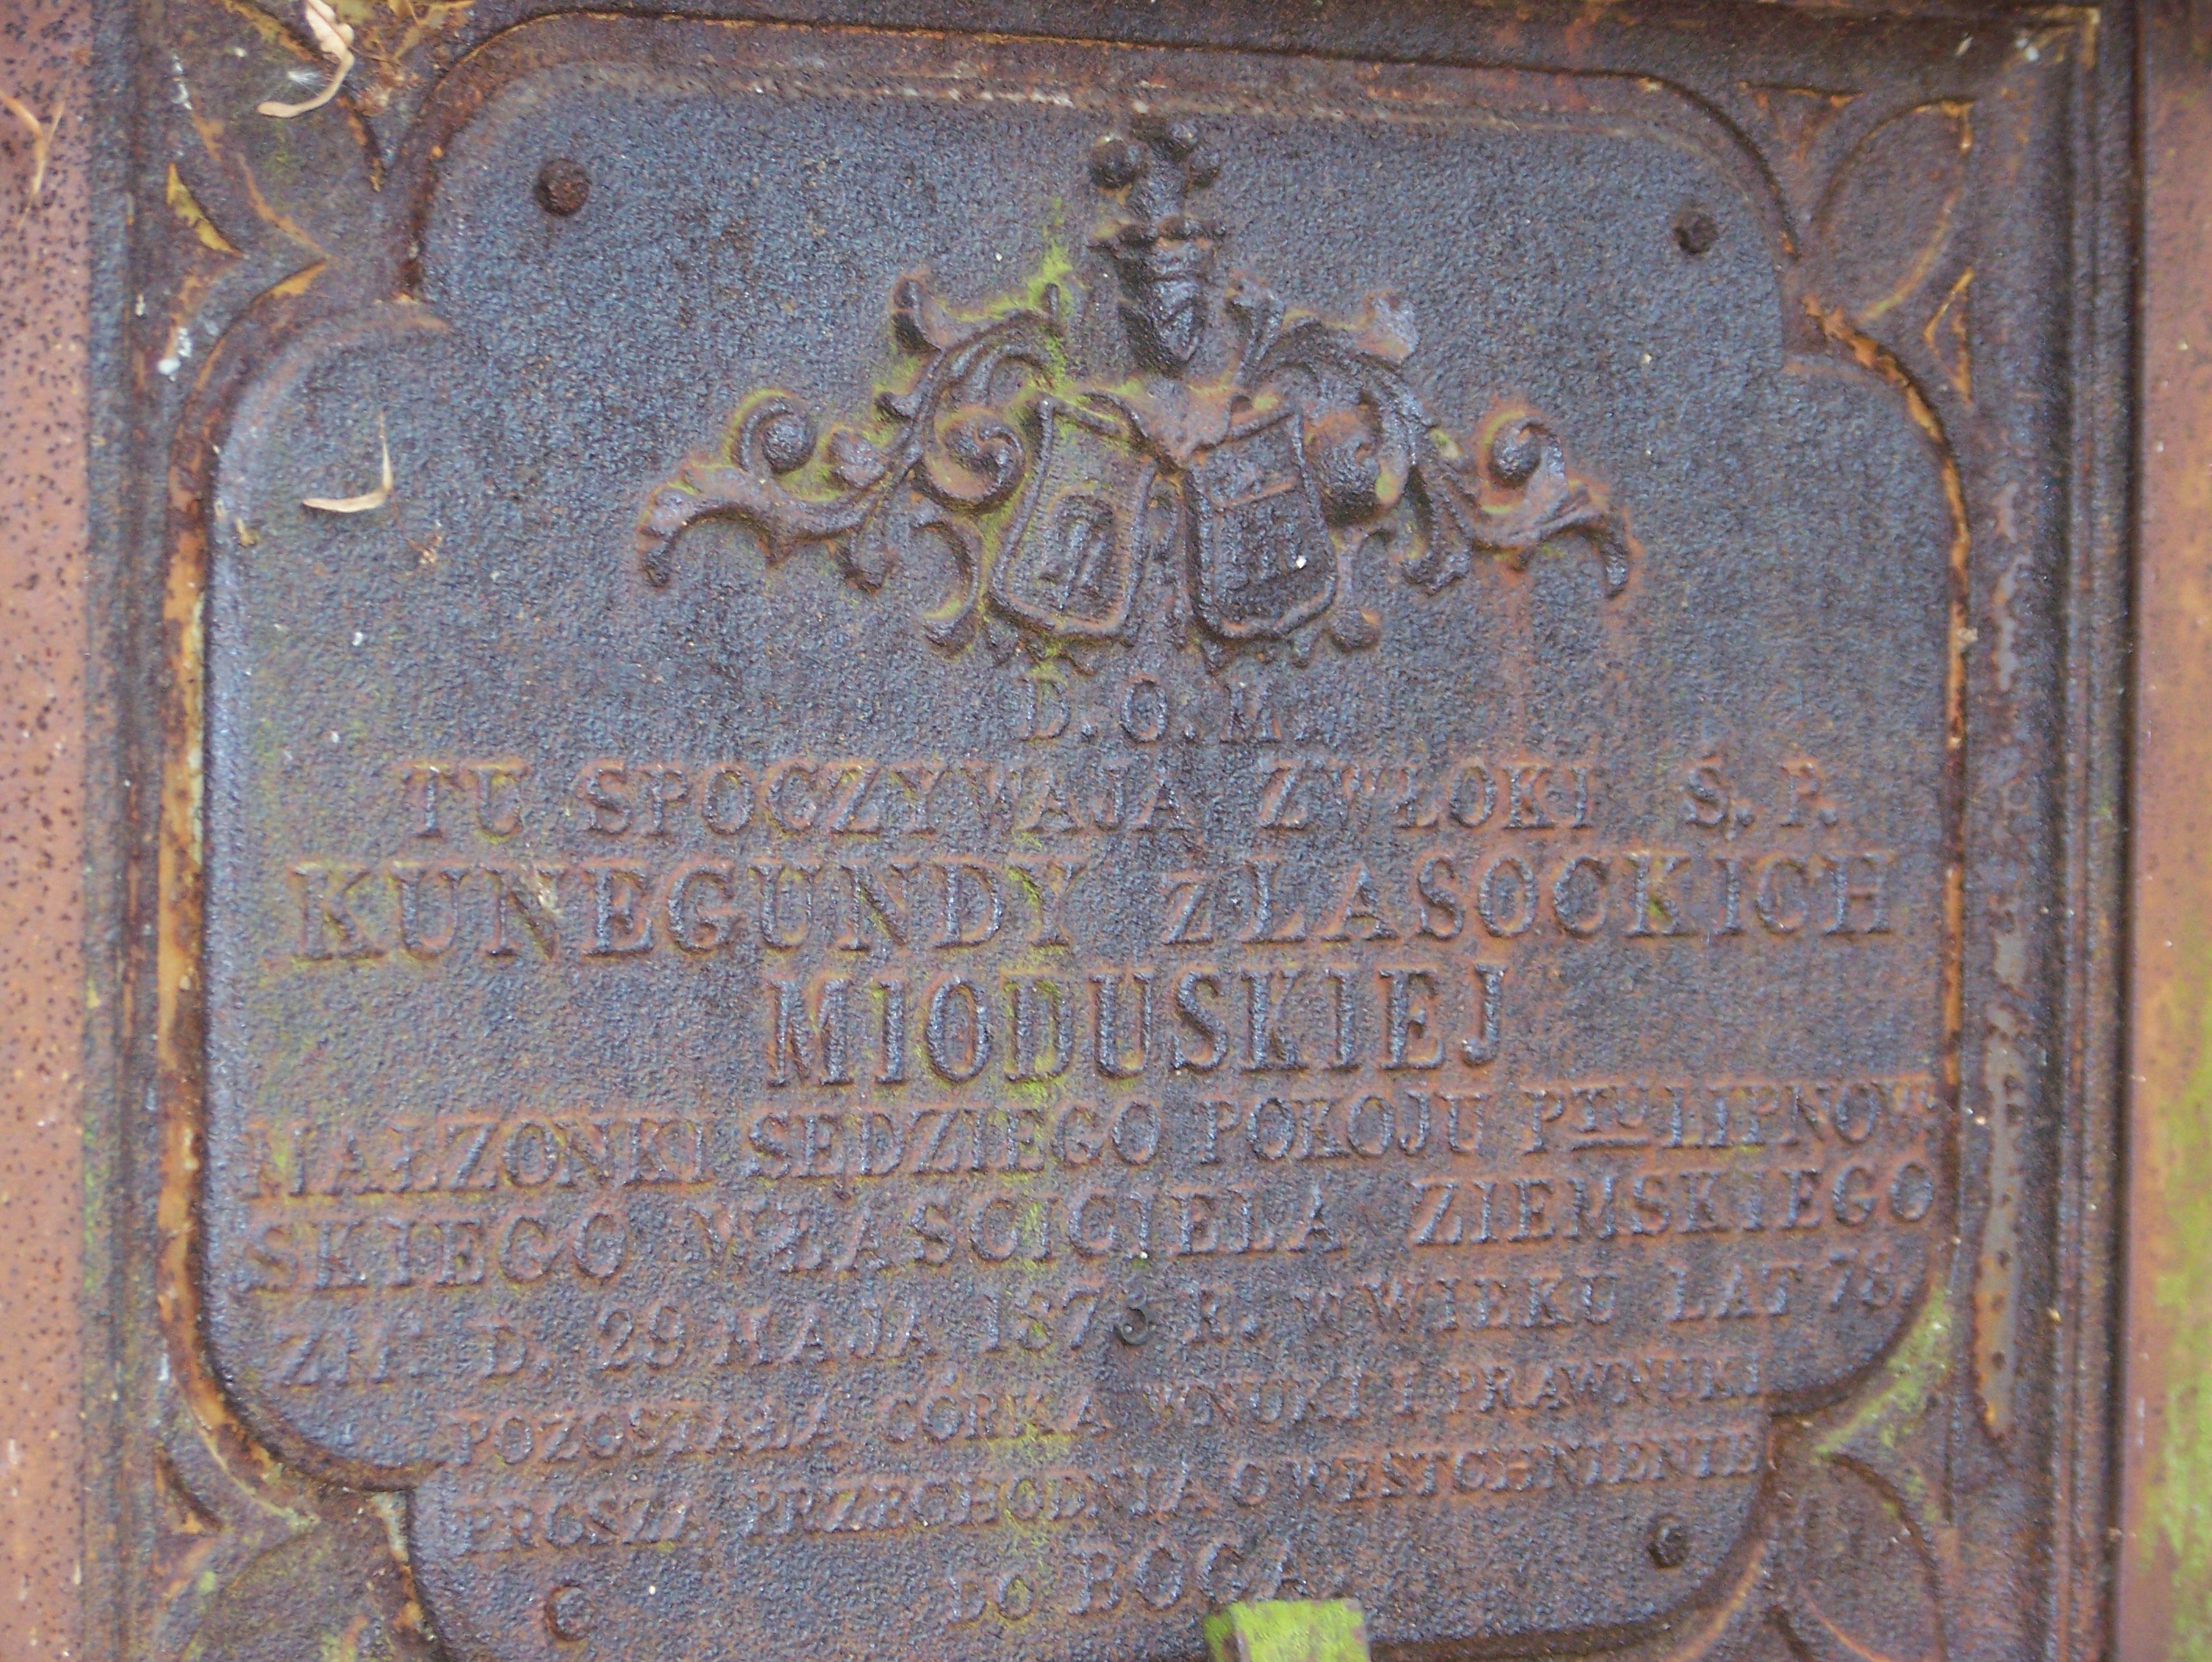 D.O.M.
TU SPOCZYWAJĄ ZWŁOKI Ś.P.
KUNEGUNDY Z ŁASOCKICH
MIODUSKIEJ
MAŁŻONKI SĘDZIEGO POKOJU PTU LIPNOW-
SKIEGO WŁAŚCICIELA ZIEMSKIEGO
ZM. D. 29 MAJA R. W WIEKU LAT 78
POZOSTAŁA CÓRKA WNUKI I PRAWNUKI
PROSZĄ PRZECHODNIA O WESTCHNIENIE
DO BOGA.